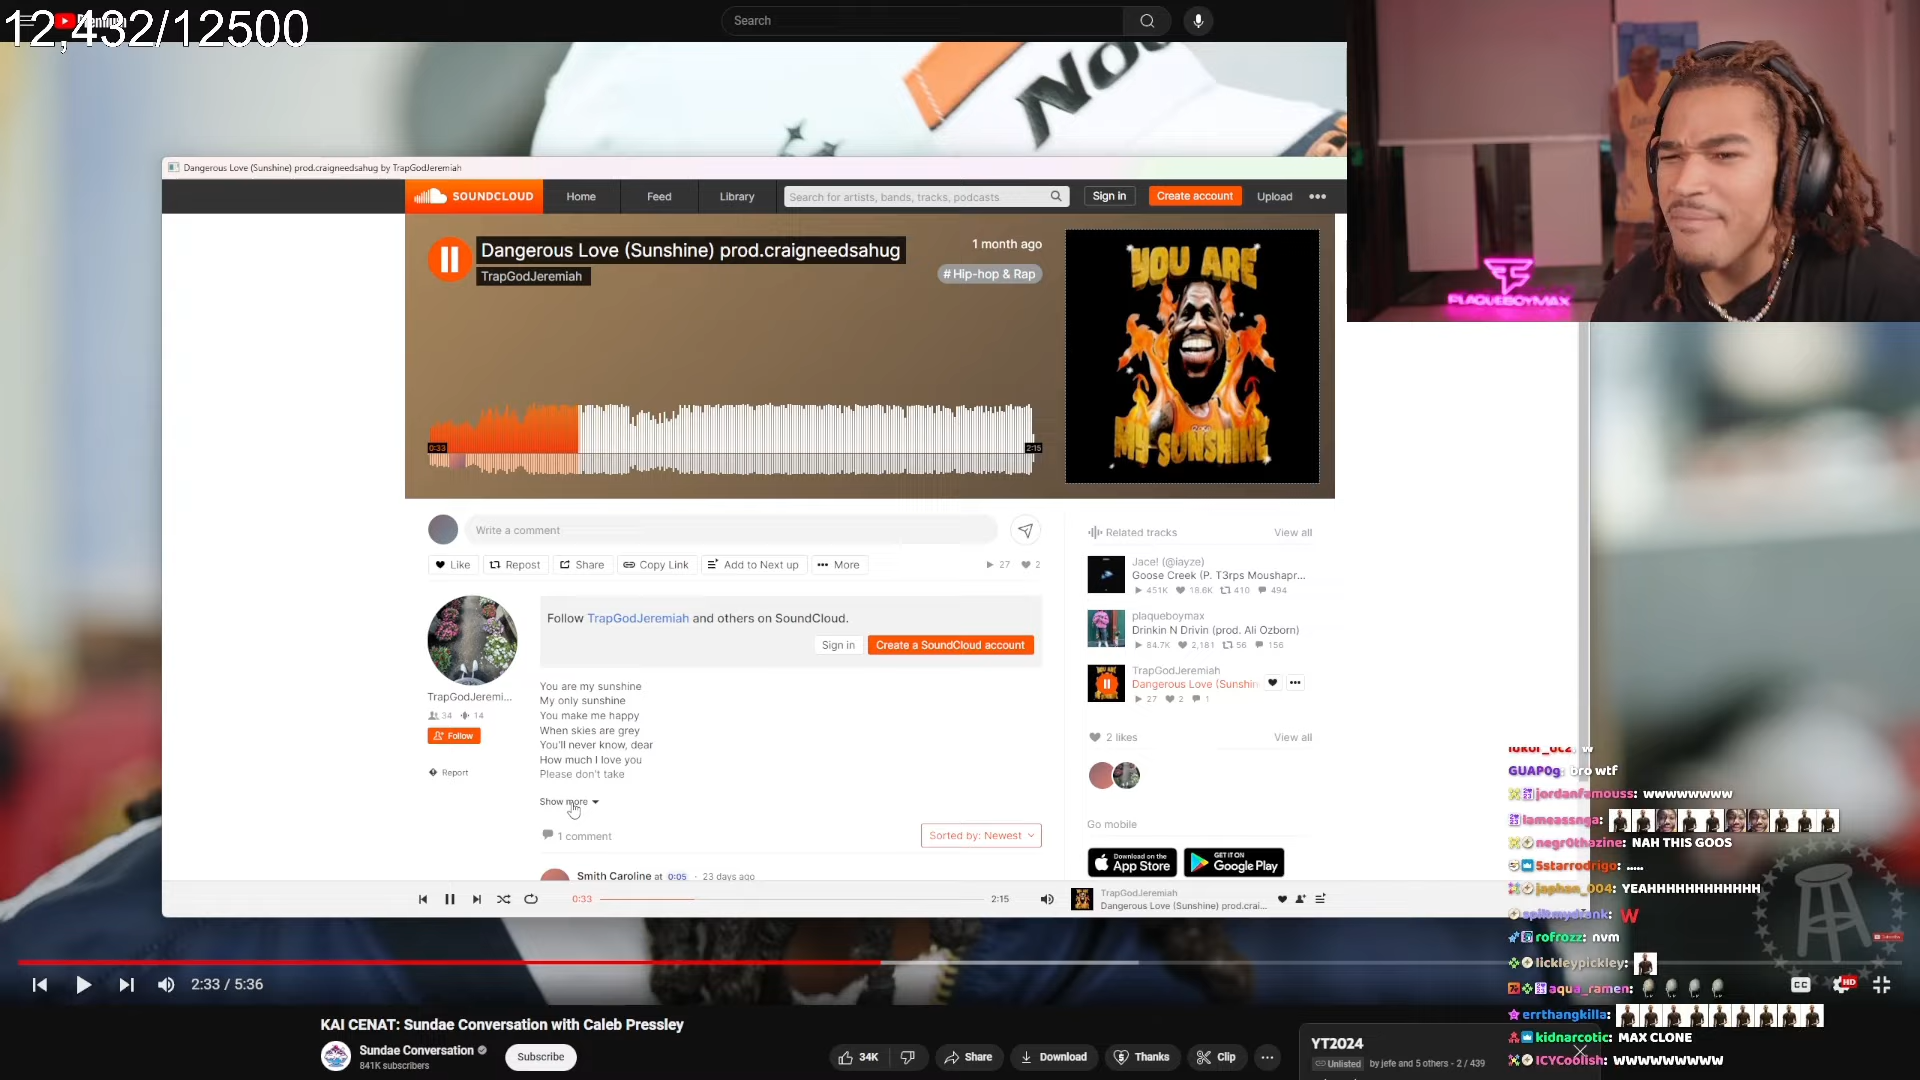 12,432/12500
Premium
Search
Dangerous Love (Sunshine) prod.craigneedsahug by TrapGodJeremiah
SOUNDCLOUD
Home
Feed
Library
Search for artists, bands, tracks, podcasts
Sign in
Create account
Upload
Dangerous Love (Sunshine) prod.craigneedsahug
TrapGodJeremiah
1 month ago
# Hip-hop & Rap
YOU ARE
MY SUNSHINE
0:33
2:15
PLAQUEBOYMAX
Write a comment
Like
Repost
Share
Copy Link
Add to Next up
More
27
2
Follow TrapGodJeremiah and others on SoundCloud.
Sign in
Create a SoundCloud account
TrapGodJeremi...
34
14
Follow
Report
You are my sunshine
My only sunshine
You make me happy
When skies are grey
You'll never know, dear
How much I love you
Please don't take
Show more
1 comment
Sorted by: Newest
Smith Caroline at 0:05 · 23 days ago
Related tracks
View all
Jace! (@iayze)
Goose Creek (P. T3rps Moushapr...
451K 18.6K 410 494
plaqueboymax
Drinkin N Drivin (prod. Ali Ozborn)
84.7K 2,181 56 156
TrapGodJeremiah
Dangerous Love (Sunshin
27 2 1
2 likes
View all
Go mobile
Download on the App Store
GET IT ON Google Play
0:33
2:15
TrapGodJeremiah
Dangerous Love (Sunshine) prod.crai...
GUAP0g: bro wtf
jordanfamouss: wwwwwwwww
lameassnga:
negr0thazine: NAH THIS GOOS
5starrodrigo: .....
japhan_004: YEAHHHHHHHHHHHH
W
rofrozz: nvm
lickleypickley:
aqua_ramen:
errthangkilla:
kidnarcotic: MAX CLONE
ICYCoolish: WWWWWWWWW
2:33 / 5:36
CC
HD
KAI CENAT: Sundae Conversation with Caleb Pressley
Sundae Conversation
841K subscribers
Subscribe
34K
Share
Download
Thanks
Clip
YT2024
Unlisted by jefe and 5 others - 2 / 439